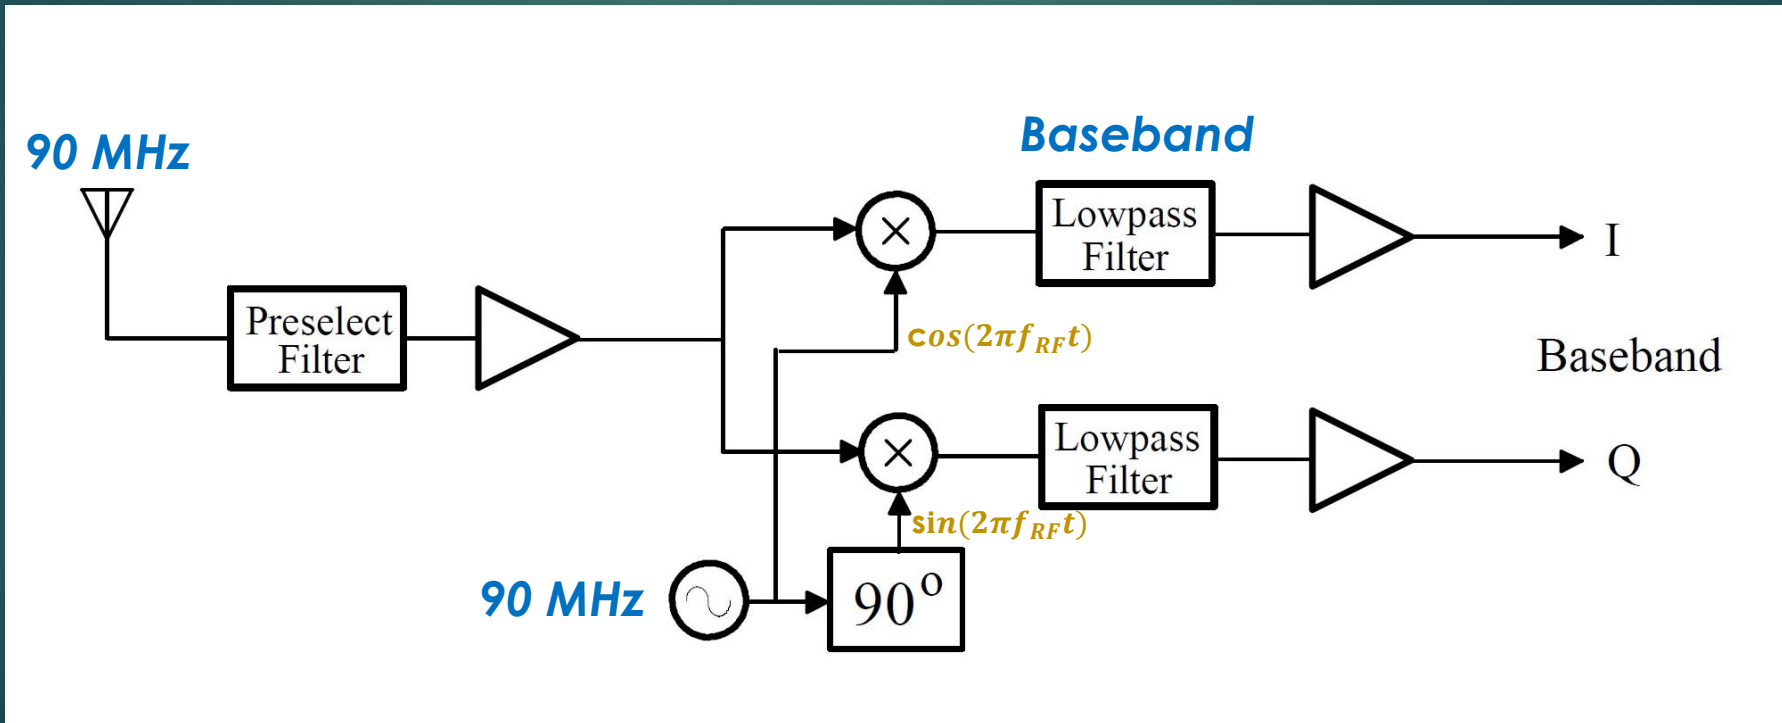 90 MHz
Baseband
Lowpass
Filter
I
Preselect
Filter
cos(2πf_RF t)
Baseband
Lowpass
Filter
Q
sin(2πf_RF t)
90 MHz
90°